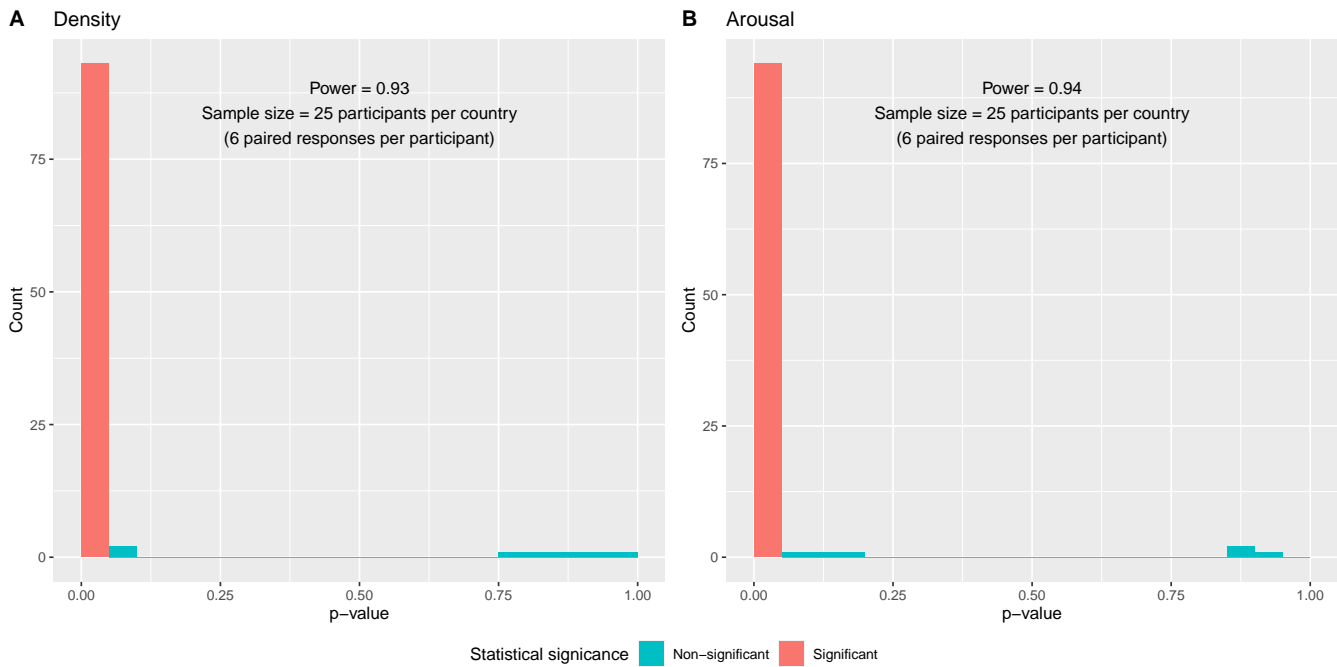 A Density
Power = 0.93
Sample size = 25 participants per country
(6 paired responses per participant)
Count
75
50
25
0
0.00 0.25 0.50 0.75 1.00
p-value
B Arousal
Power = 0.94
Sample size = 25 participants per country
(6 paired responses per participant)
Count
75
50
25
0
0.00 0.25 0.50 0.75 1.00
p-value
Statistical signicance Non-significant Significant